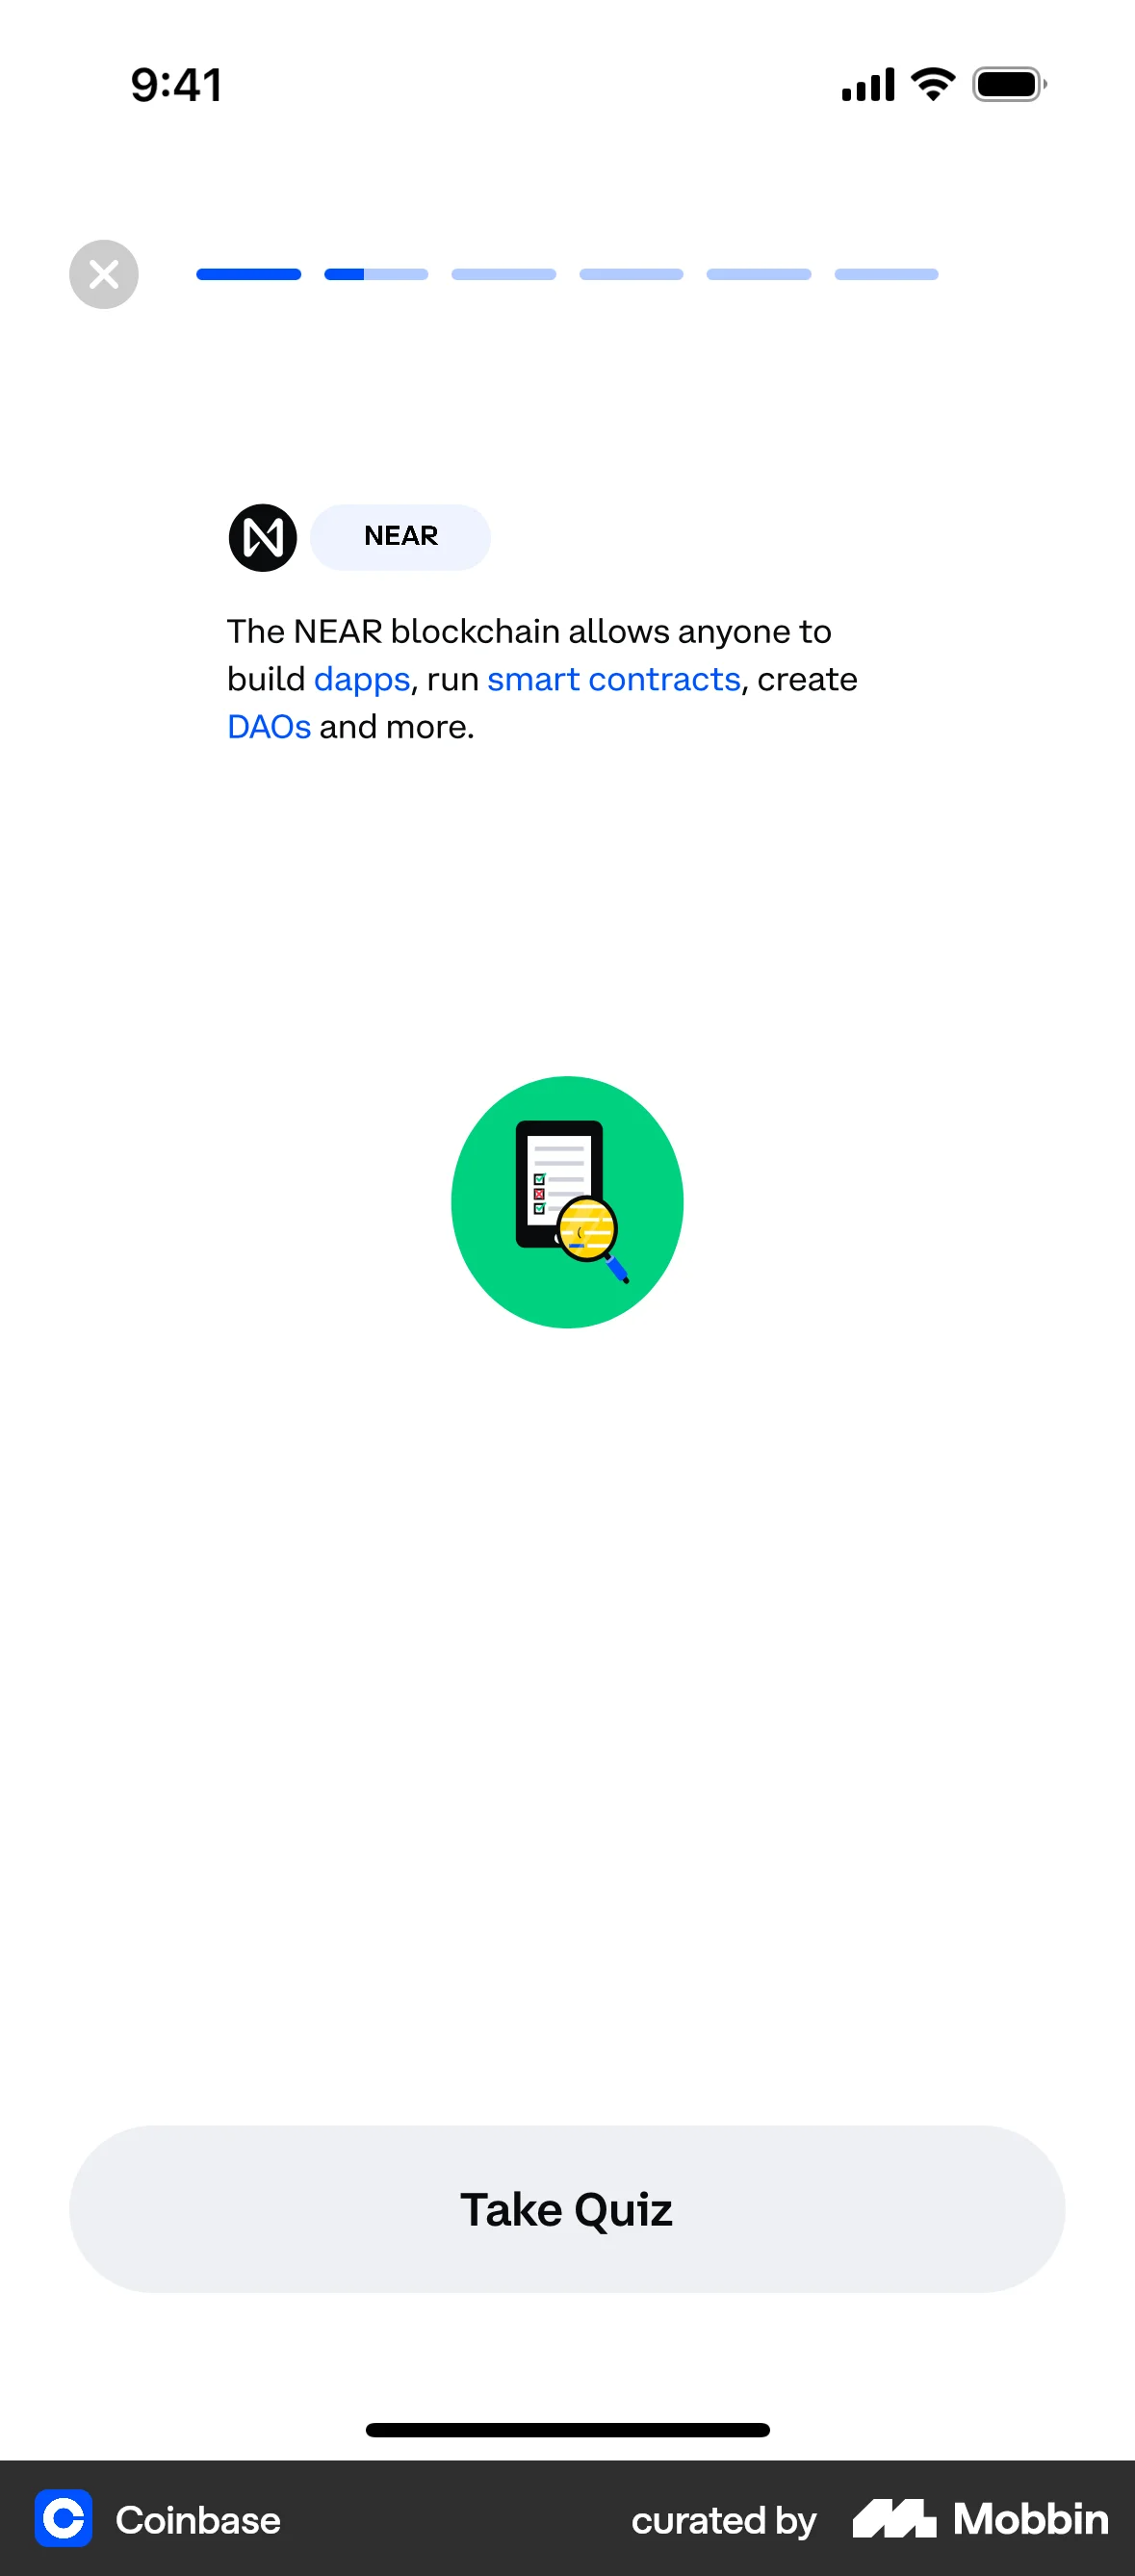 9:41
NEAR
The NEAR blockchain allows anyone to
build dapps, run smart contracts, create
DAOs and more.
Take Quiz
Coinbase
curated by Mobbin